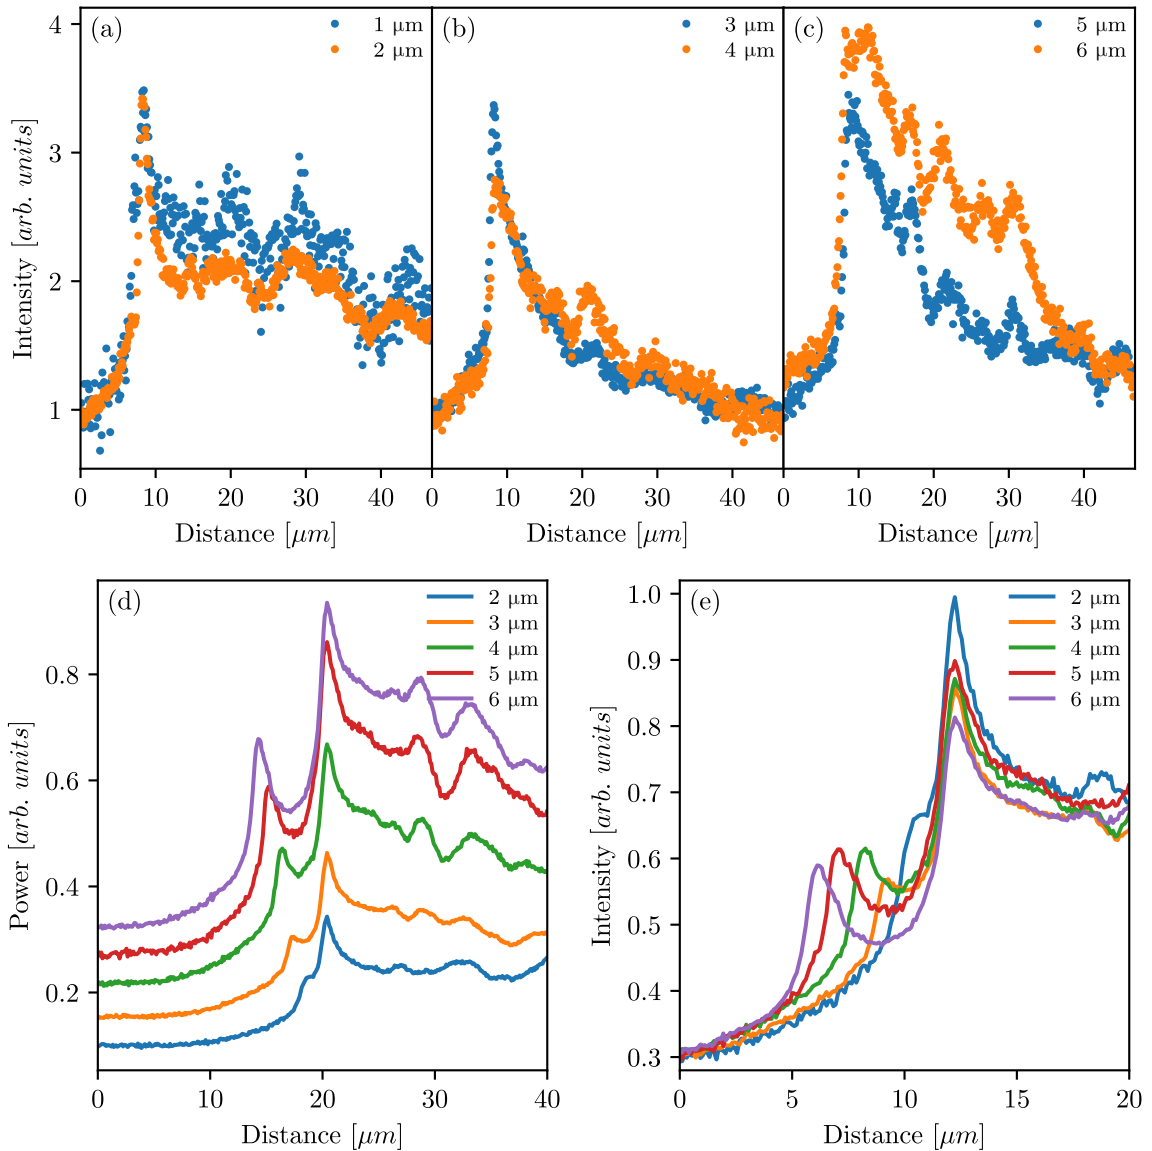 (a)
1 μm
2 μm
(b)
3 μm
4 μm
(c)
5 μm
6 μm
4
3
2
1
Intensity [arb. units]
0 10 20 30 40
0 10 20 30 40
0 10 20 30 40
Distance [μm]
Distance [μm]
Distance [μm]
(d)
2 μm
3 μm
4 μm
5 μm
6 μm
0.8
0.6
0.4
0.2
Power [arb. units]
0 10 20 30 40
Distance [μm]
(e)
2 μm
3 μm
4 μm
5 μm
6 μm
1.0
0.9
0.8
0.7
0.6
0.5
0.4
0.3
Intensity [arb. units]
0 5 10 15 20
Distance [μm]